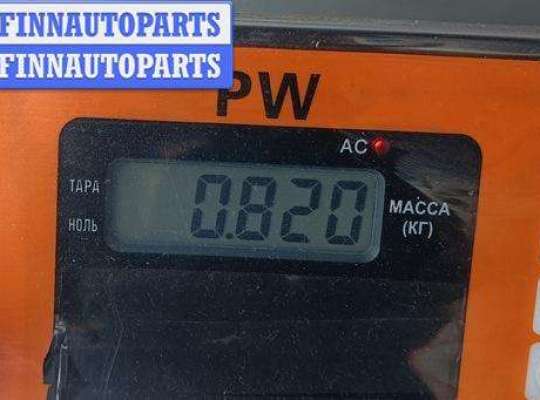 FINNAUTOPARTS
FINNAUTOPARTS
PW
AC
ТАРА
НОЛЬ
0.820
МАССА
(КГ)